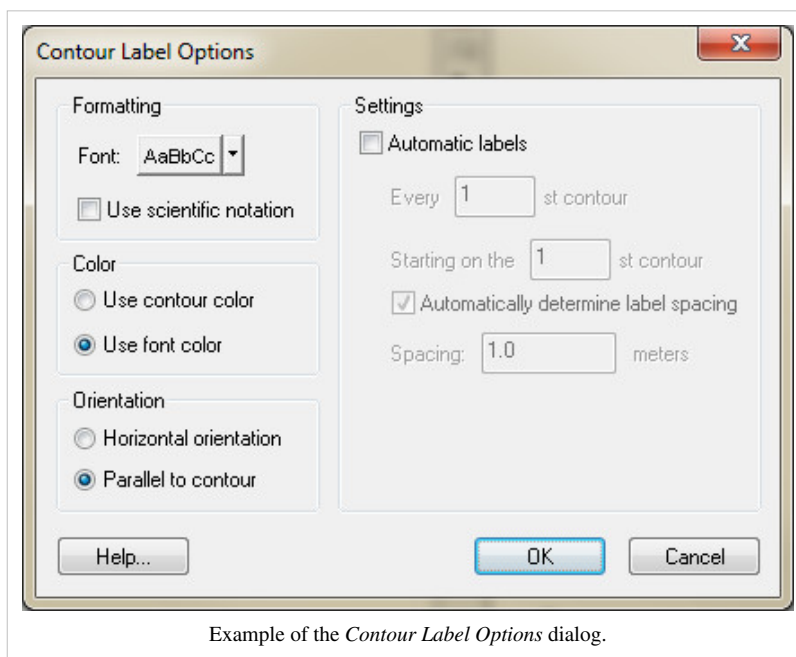 Contour Label Options
Formatting
Font: AaBbCc
Use scientific notation
Color
Use contour color
Use font color
Orientation
Horizontal orientation
Parallel to contour
Settings
Automatic labels
Every 1 st contour
Starting on the 1 st contour
Automatically determine label spacing
Spacing: 1.0 meters
Help...
OK
Cancel
Example of the Contour Label Options dialog.